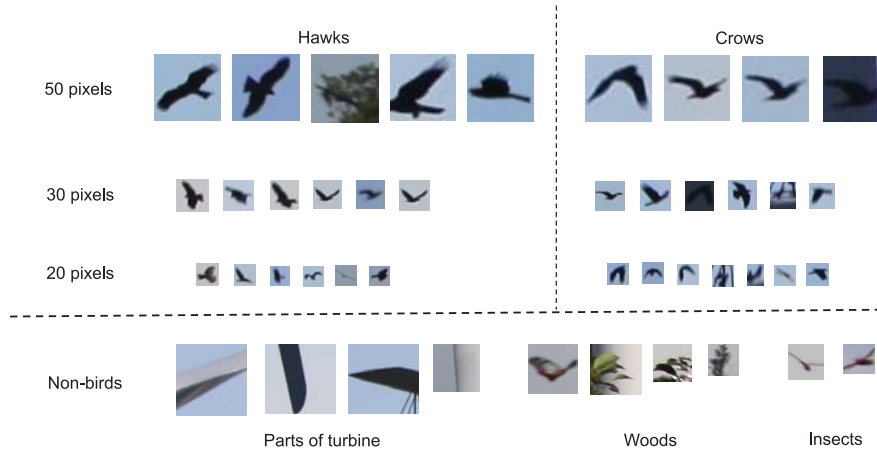 Hawks
Crows
50 pixels
30 pixels
20 pixels
Non-birds
Parts of turbine
Woods
Insects